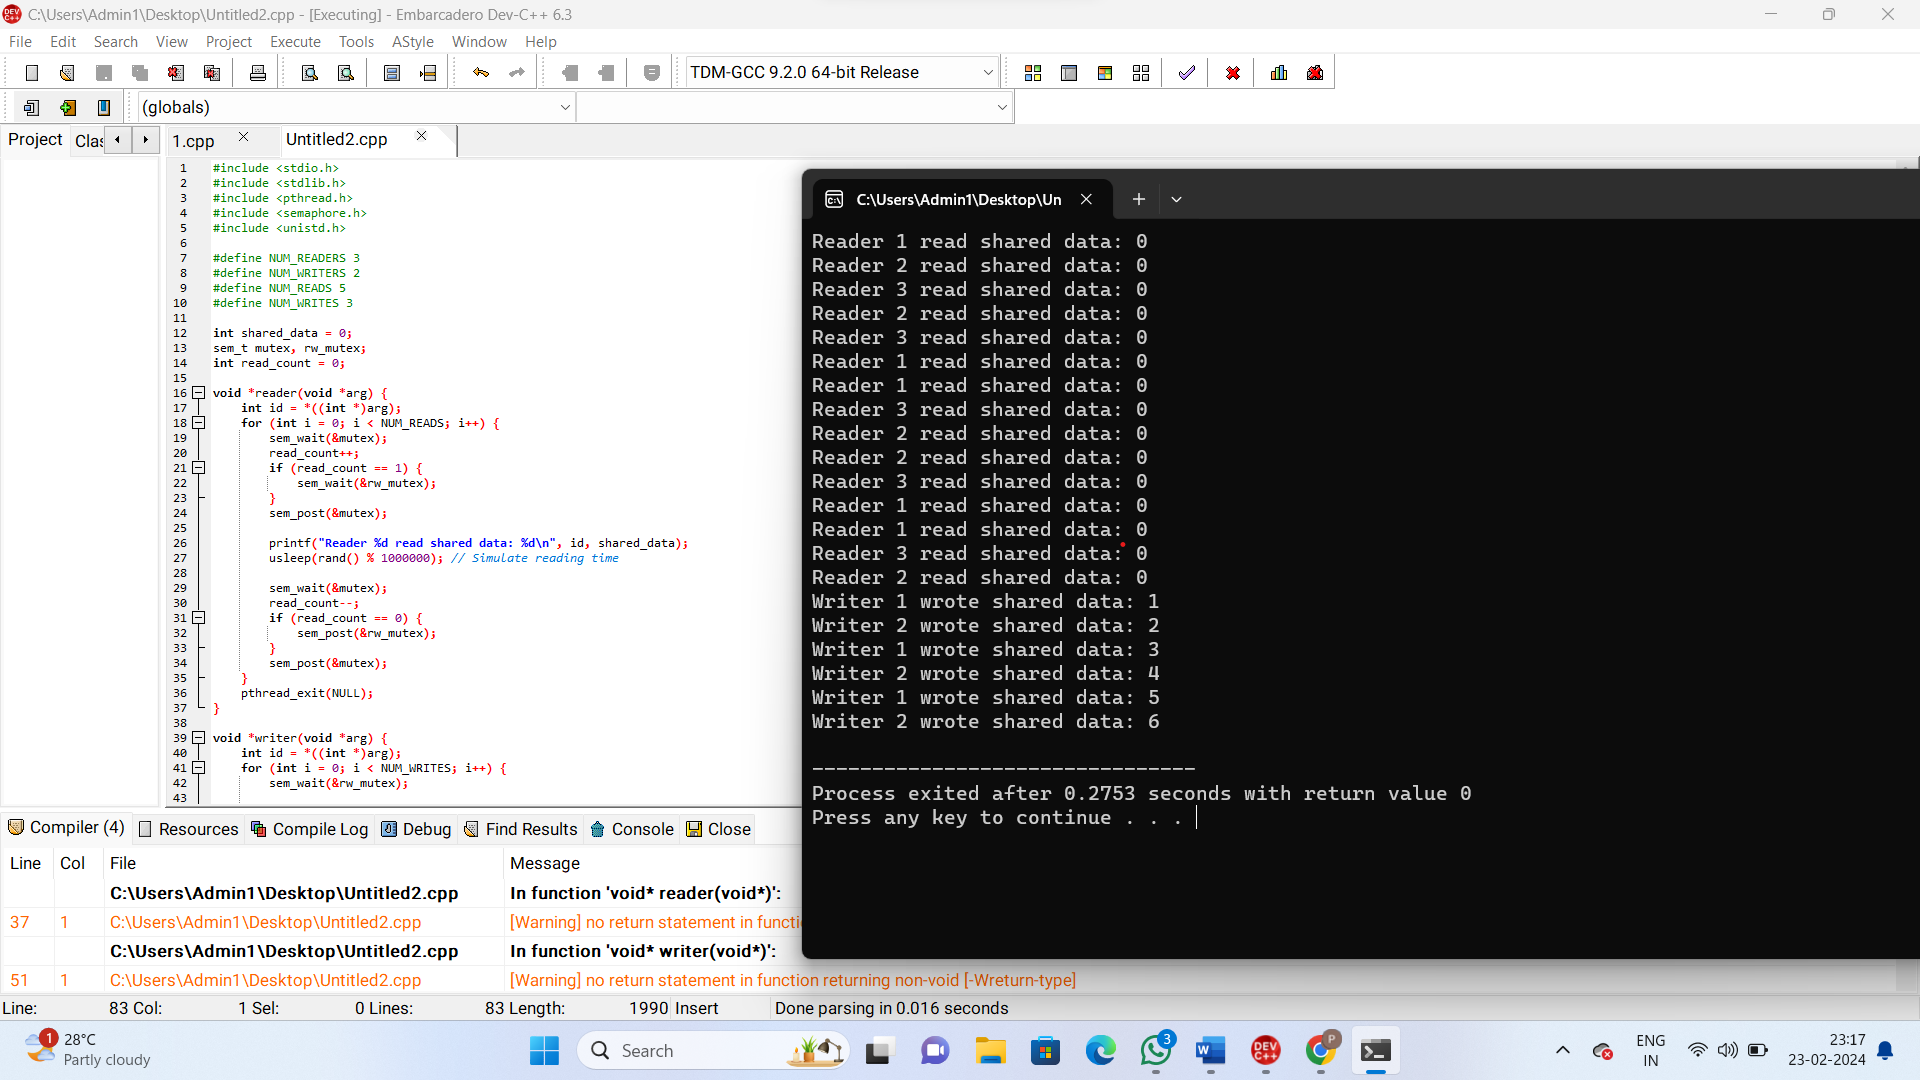 C:\Users\Admin1\Desktop\Untitled2.cpp - [Executing] - Embarcadero Dev-C++ 6.3
File Edit Search View Project Execute Tools AStyle Window Help
TDM-GCC 9.2.0 64-bit Release
(globals)
Project Clas 1.cpp Untitled2.cpp
1 #include <stdio.h>
2 #include <stdlib.h>
3 #include <pthread.h>
4 #include <semaphore.h>
5 #include <unistd.h>
6
7 #define NUM_READERS 3
8 #define NUM_WRITERS 2
9 #define NUM_READS 5
10 #define NUM_WRITES 3
11
12 int shared_data = 0;
13 sem_t mutex, rw_mutex;
14 int read_count = 0;
15
16 void *reader(void *arg) {
17 int id = *((int *)arg);
18 for (int i = 0; i < NUM_READS; i++) {
19 sem_wait(&mutex);
20 read_count++;
21 if (read_count == 1) {
22 sem_wait(&rw_mutex);
23 }
24 sem_post(&mutex);
25
26 printf("Reader %d read shared data: %d\n", id, shared_data);
27 usleep(rand() % 1000000); // Simulate reading time
28
29 sem_wait(&mutex);
30 read_count--;
31 if (read_count == 0) {
32 sem_post(&rw_mutex);
33 }
34 sem_post(&mutex);
35 }
36 pthread_exit(NULL);
37 }
38
39 void *writer(void *arg) {
40 int id = *((int *)arg);
41 for (int i = 0; i < NUM_WRITES; i++) {
42 sem_wait(&rw_mutex);
43
C:\Users\Admin1\Desktop\Un
Reader 1 read shared data: 0
Reader 2 read shared data: 0
Reader 3 read shared data: 0
Reader 2 read shared data: 0
Reader 3 read shared data: 0
Reader 1 read shared data: 0
Reader 1 read shared data: 0
Reader 3 read shared data: 0
Reader 2 read shared data: 0
Reader 2 read shared data: 0
Reader 3 read shared data: 0
Reader 1 read shared data: 0
Reader 1 read shared data: 0
Reader 3 read shared data: 0
Reader 2 read shared data: 0
Writer 1 wrote shared data: 1
Writer 2 wrote shared data: 2
Writer 1 wrote shared data: 3
Writer 2 wrote shared data: 4
Writer 1 wrote shared data: 5
Writer 2 wrote shared data: 6
--------------------------------
Process exited after 0.2753 seconds with return value 0
Press any key to continue . . .
Compiler (4) Resources Compile Log Debug Find Results Console Close
Line Col File Message
C:\Users\Admin1\Desktop\Untitled2.cpp In function 'void* reader(void*)':
37 1 C:\Users\Admin1\Desktop\Untitled2.cpp [Warning] no return statement in functi
C:\Users\Admin1\Desktop\Untitled2.cpp In function 'void* writer(void*)':
51 1 C:\Users\Admin1\Desktop\Untitled2.cpp [Warning] no return statement in function returning non-void [-Wreturn-type]
Line: 83 Col: 1 Sel: 0 Lines: 83 Length: 1990 Insert Done parsing in 0.016 seconds
1 28°C
Partly cloudy
Search
3
W
DEV C++
P
ENG
IN
23:17
23-02-2024